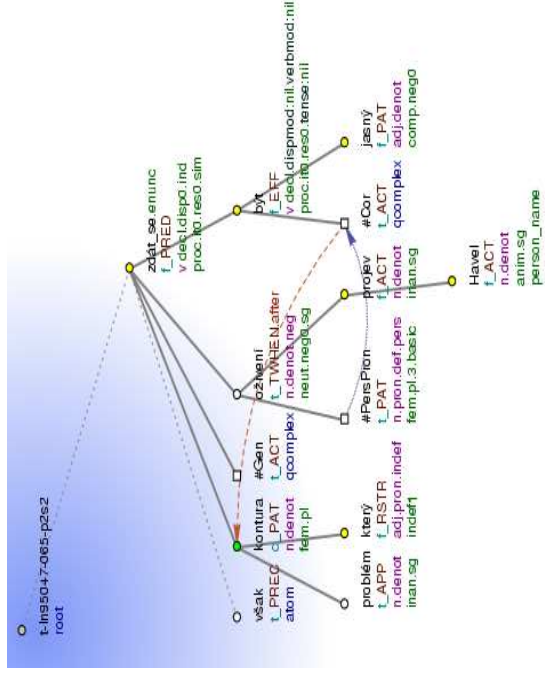 t-ln95047-065-p2s2
root
zdát_se.enunc
f_PRED
v decl.disp0.ind
proc.it0.res0.sim
však
t_PREC
atom
kontura
c_PAT
n.denot
fem.pl
#Gen
t_ACT
qcomplex
oživení
t_TWHEN.after
n.denot.neg
neut.neg0.sg
být
f_EFF
v decl.dispmod:nil.verbmod:nil
proc.it0.res0.tense:nil
problém
t_APP
n.denot
inan.sg
který
f_RSTR
adj.pron.indef
indef1
#PersPron
t_PAT
n.pron.def.pers
fem.pl.3.basic
projev
f_ACT
n.denot
inan.sg
#Cor
t_ACT
qcomplex
jasný
f_PAT
adj.denot
comp.neg0
Havel
f_ACT
n.denot
anim.sg
person_name